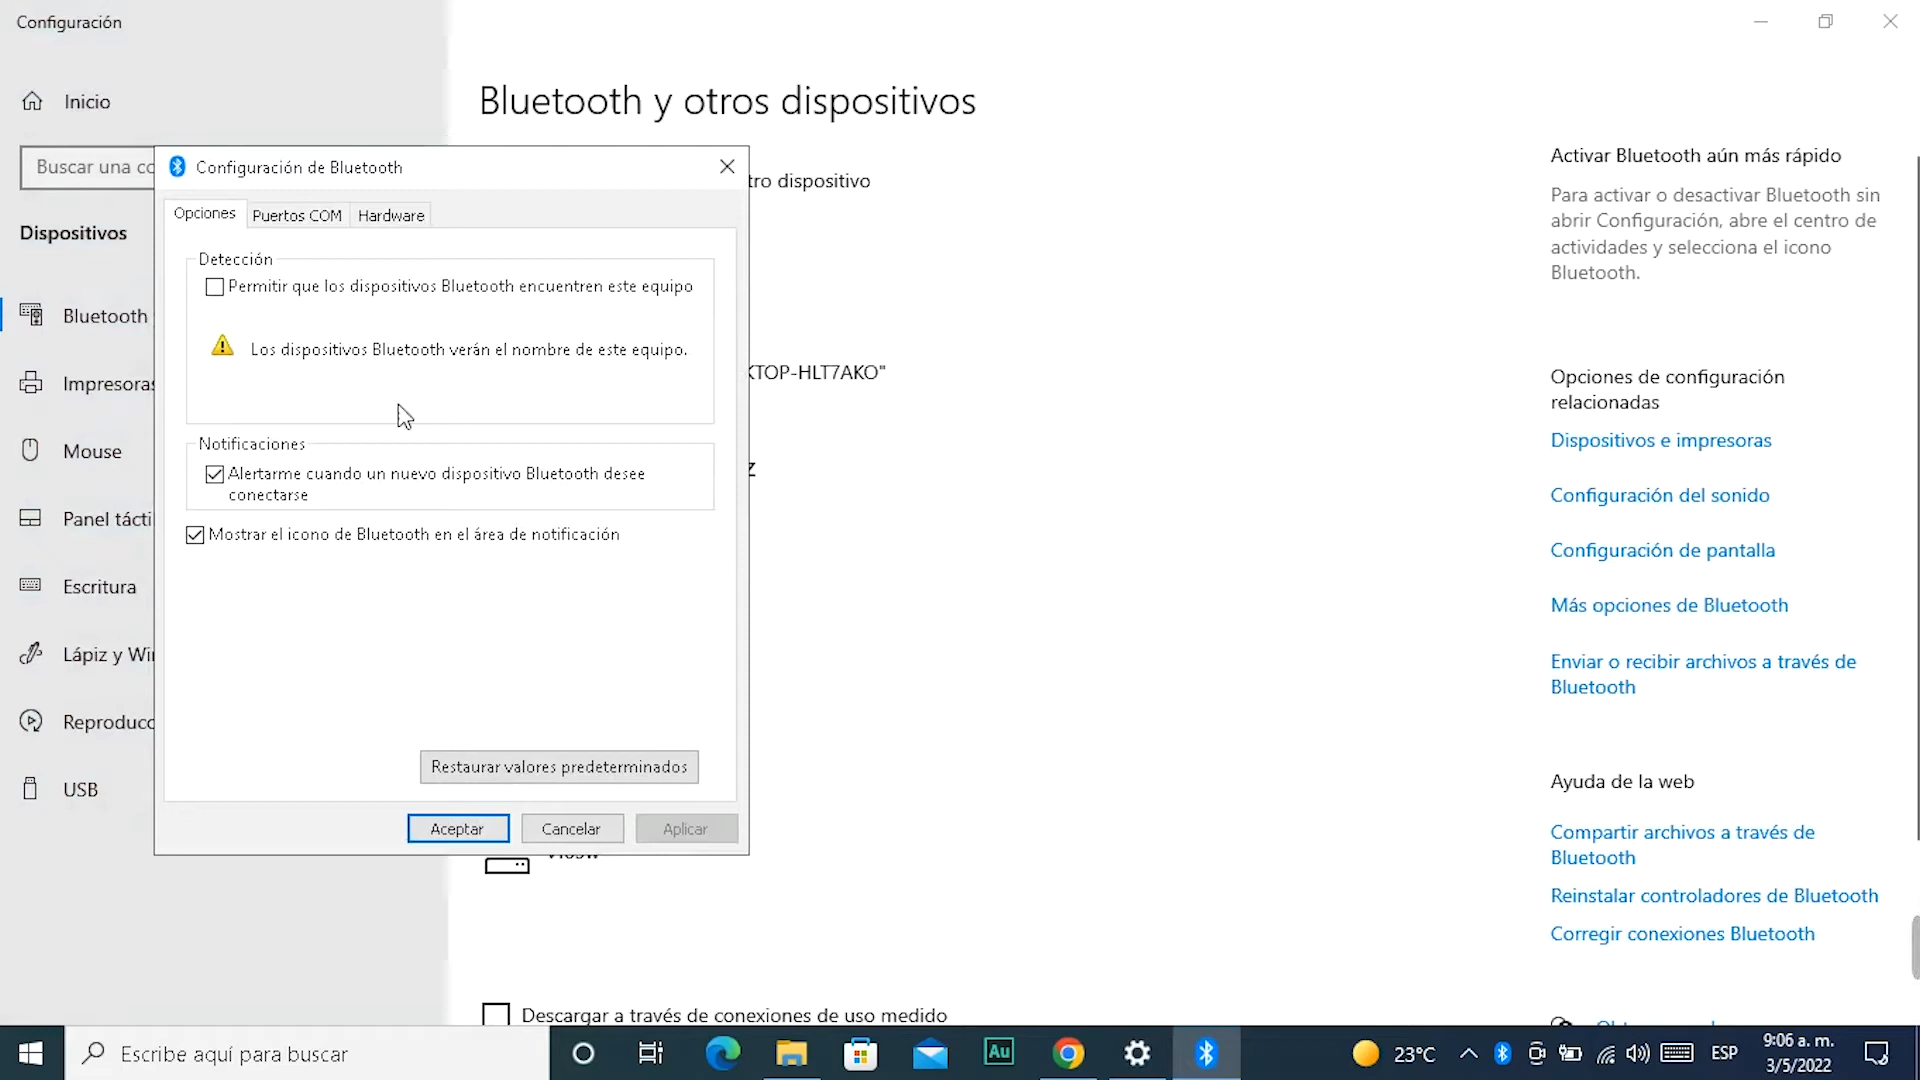 Configuración
Inicio
Buscar una co
Dispositivos
Bluetooth
Impresoras
Mouse
Panel táctil
Escritura
Lápiz y Wi
Reproducc
USB
Bluetooth y otros dispositivos
tro dispositivo
KTOP-HLT7AKO"
Configuración de Bluetooth
Opciones
Puertos COM
Hardware
Detección
Permitir que los dispositivos Bluetooth encuentren este equipo
Los dispositivos Bluetooth verán el nombre de este equipo.
Notificaciones
Alertarme cuando un nuevo dispositivo Bluetooth desee
conectarse
Mostrar el icono de Bluetooth en el área de notificación
Restaurar valores predeterminados
Aceptar
Cancelar
Aplicar
Descargar a través de conexiones de uso medido
Activar Bluetooth aún más rápido
Para activar o desactivar Bluetooth sin
abrir Configuración, abre el centro de
actividades y selecciona el icono
Bluetooth.
Opciones de configuración
relacionadas
Dispositivos e impresoras
Configuración del sonido
Configuración de pantalla
Más opciones de Bluetooth
Enviar o recibir archivos a través de
Bluetooth
Ayuda de la web
Compartir archivos a través de
Bluetooth
Reinstalar controladores de Bluetooth
Corregir conexiones Bluetooth
Escribe aquí para buscar
Au
23°C
ESP
9:06 a. m.
3/5/2022